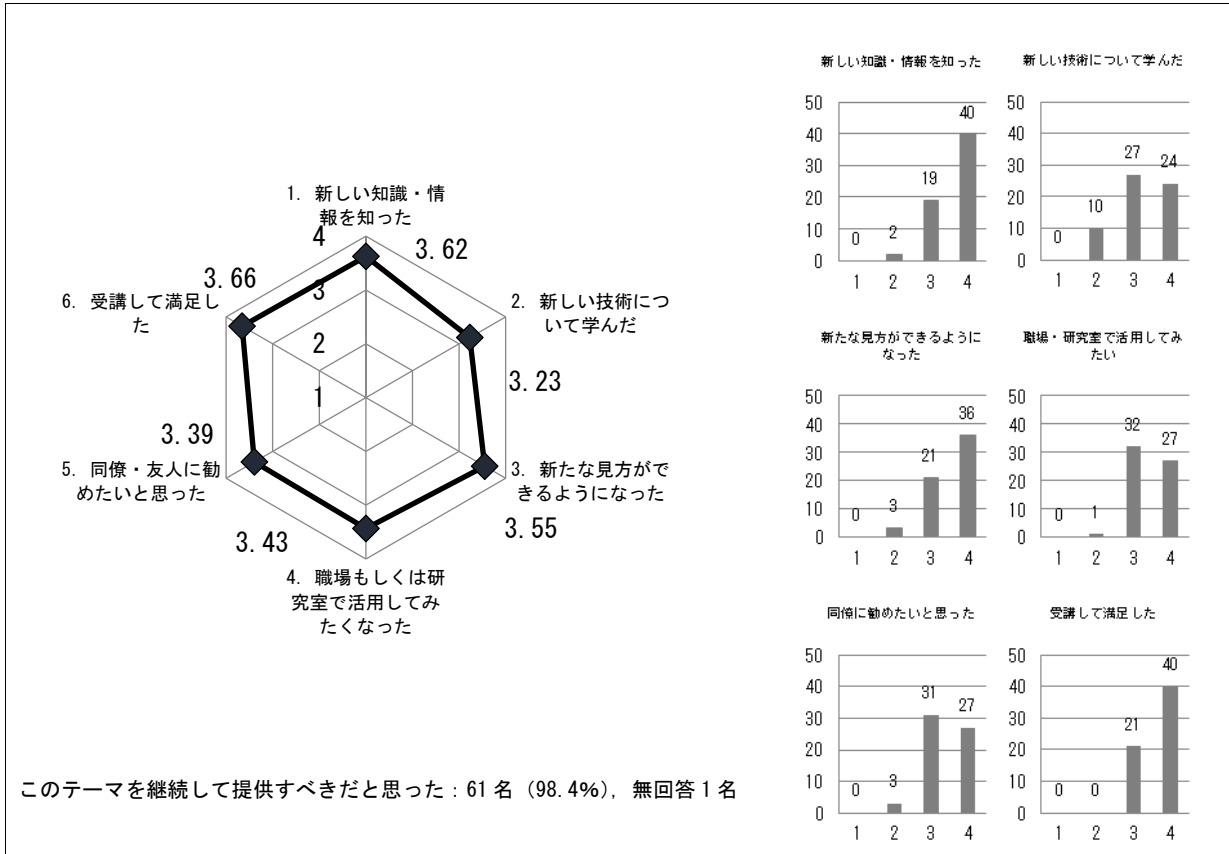 1. 新しい知識・情
報を知った
4
3.62
3.66
3
6. 受講して満足し
た
2. 新しい技術につ
いて学んだ
2
3.23
1
3.39
5. 同僚・友人に勧
めたいと思った
3. 新たな見方がで
きるようになった
3.43
3.55
4. 職場もしくは研
究室で活用してみ
たくなった
このテーマを継続して提供すべきだと思った：61名（98.4%），無回答1名
新しい知識・情報を知った
50
40
30
20
10
0
0
2
19
40
1 2 3 4
新しい技術について学んだ
50
40
30
20
10
0
0
10
27
24
1 2 3 4
新たな見方ができるように
なった
50
40
30
20
10
0
0
3
21
36
1 2 3 4
職場・研究室で活用してみ
たい
50
40
30
20
10
0
0
1
32
27
1 2 3 4
同僚に勧めたいと思った
50
40
30
20
10
0
0
3
31
27
1 2 3 4
受講して満足した
50
40
30
20
10
0
0
0
21
40
1 2 3 4